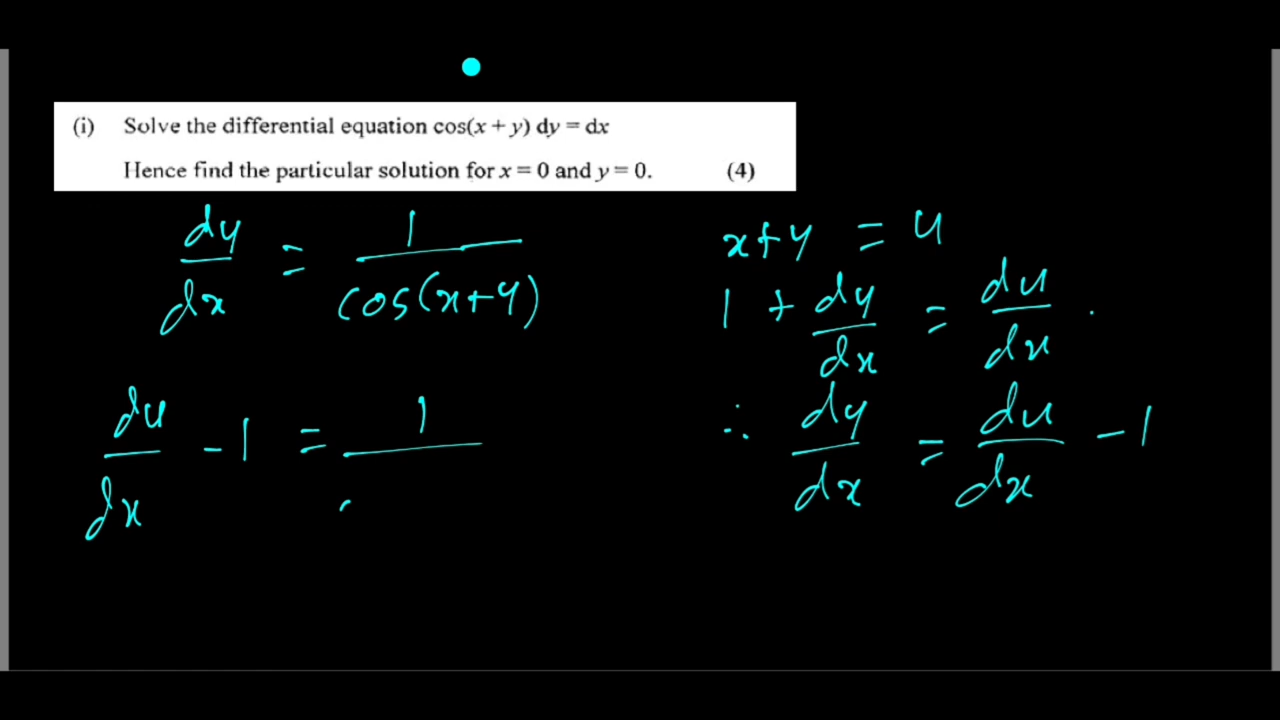 (i) Solve the differential equation cos(x + y) dy = dx
Hence find the particular solution for x = 0 and y = 0. (4)
dy/dx = 1/cos(x+y)
x+y = u
1 + dy/dx = du/dx .
du/dx - 1 = 1/
∴ dy/dx = du/dx - 1